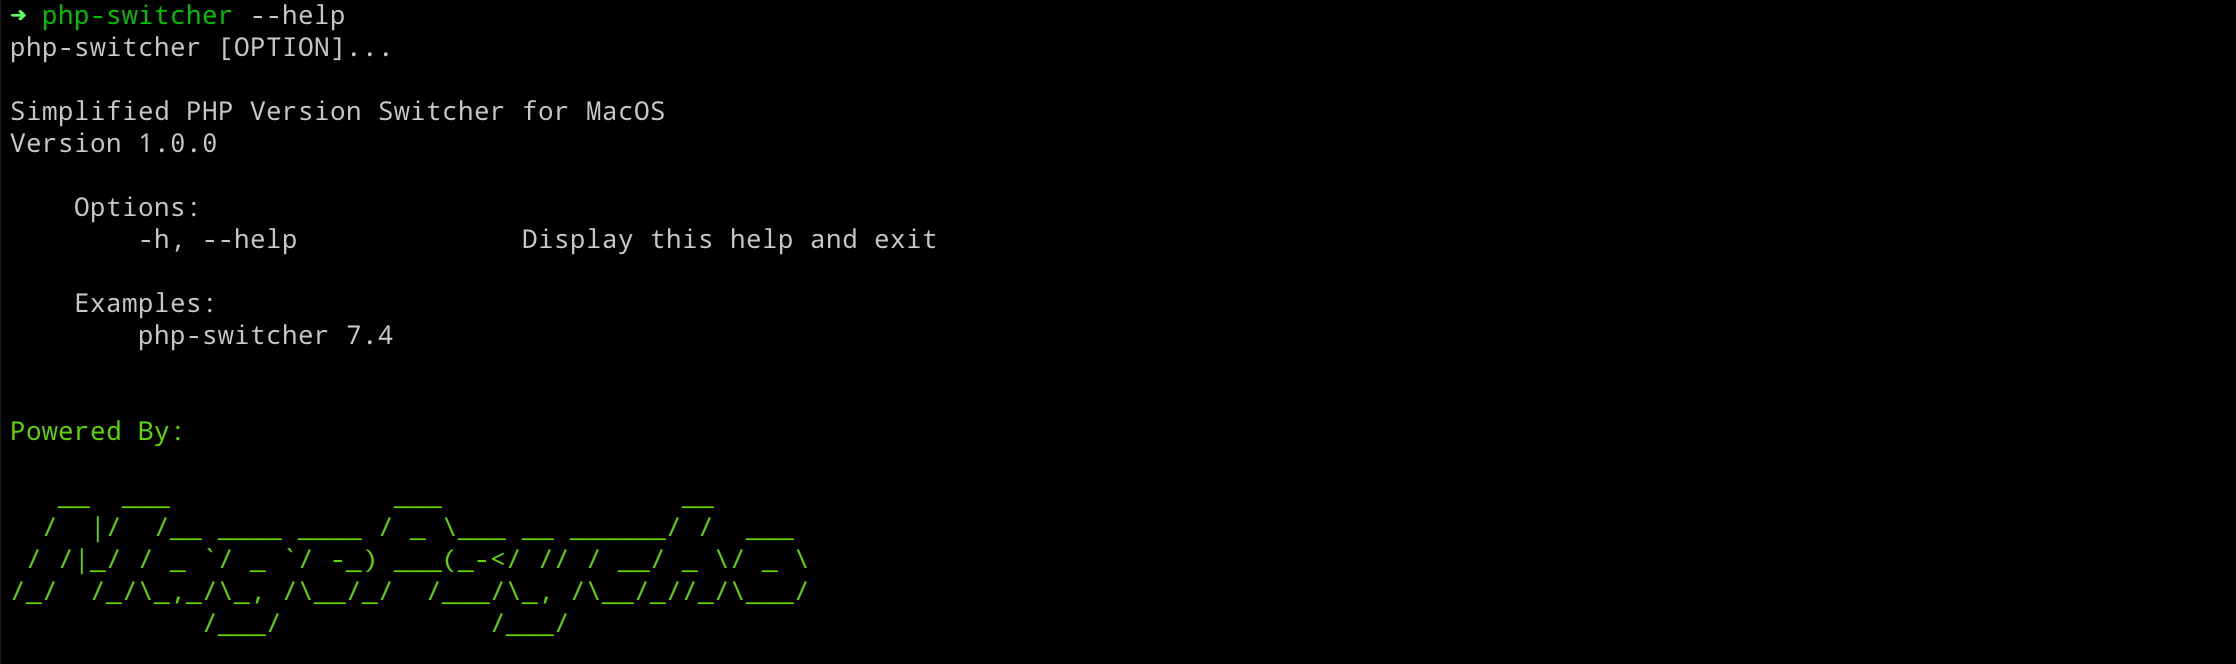 ➜ php-switcher --help
php-switcher [OPTION]...

Simplified PHP Version Switcher for MacOS
Version 1.0.0

    Options:
        -h, --help              Display this help and exit

    Examples:
        php-switcher 7.4


Powered By:

MagePsycho